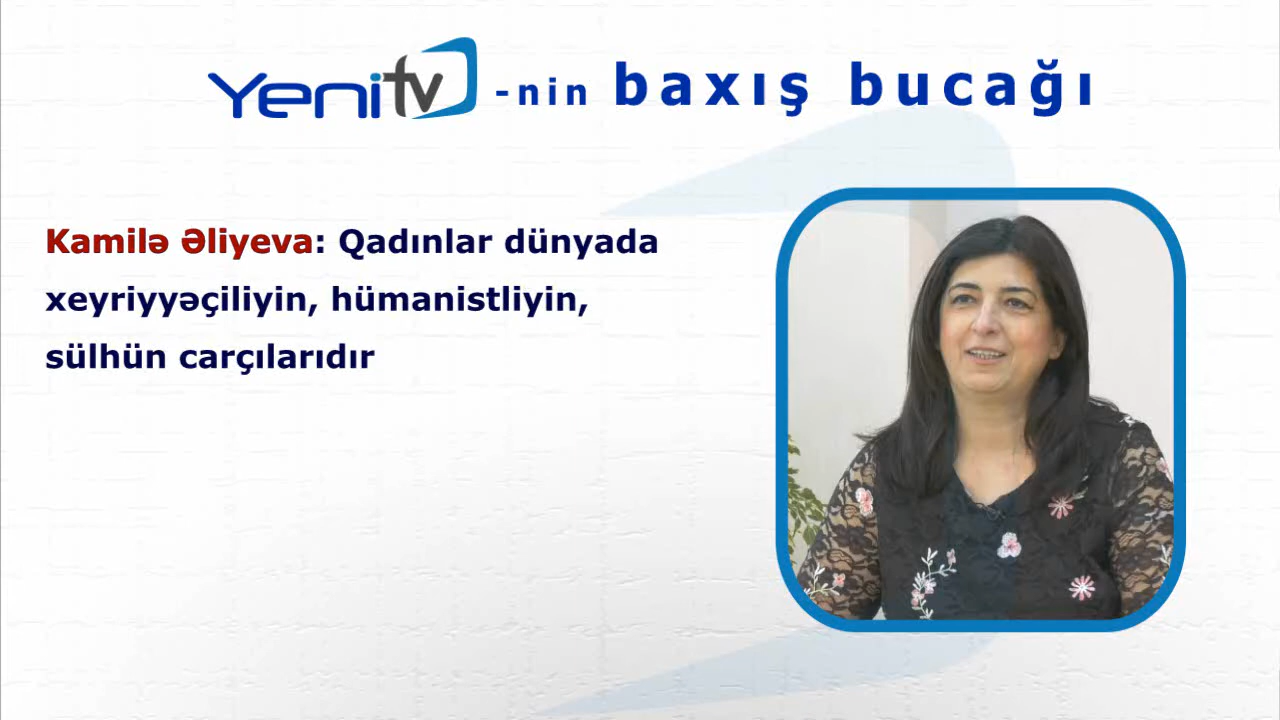 Yenitv -nin baxış bucağı
Kamilə Əliyeva: Qadınlar dünyada
xeyriyyəçiliyin, hümanistliyin,
sülhün carçılarıdır